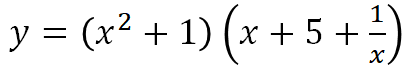 y = (x² + 1) (x + 5 + 1/x)